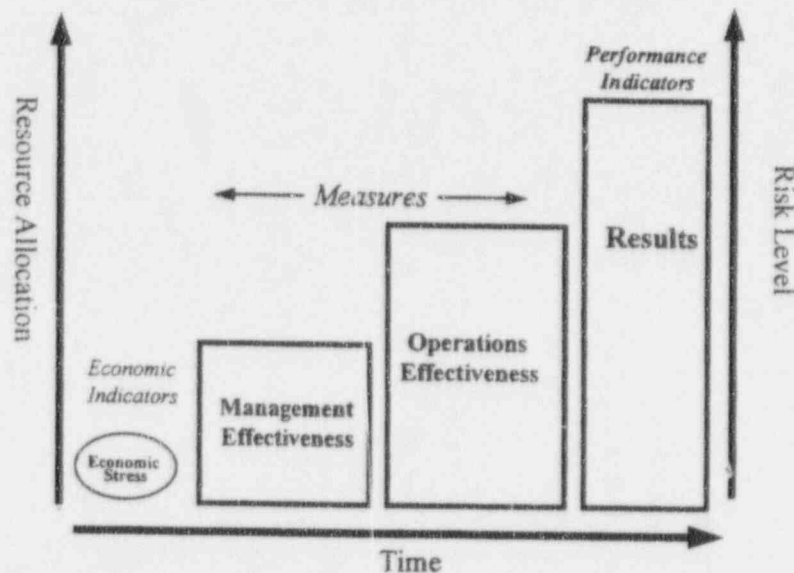 Performance
Indicators
Resource Allocation
Measures
Risk Level
Results
Operations
Effectiveness
Economic
Indicators
Management
Effectiveness
Economic
Stress
Time